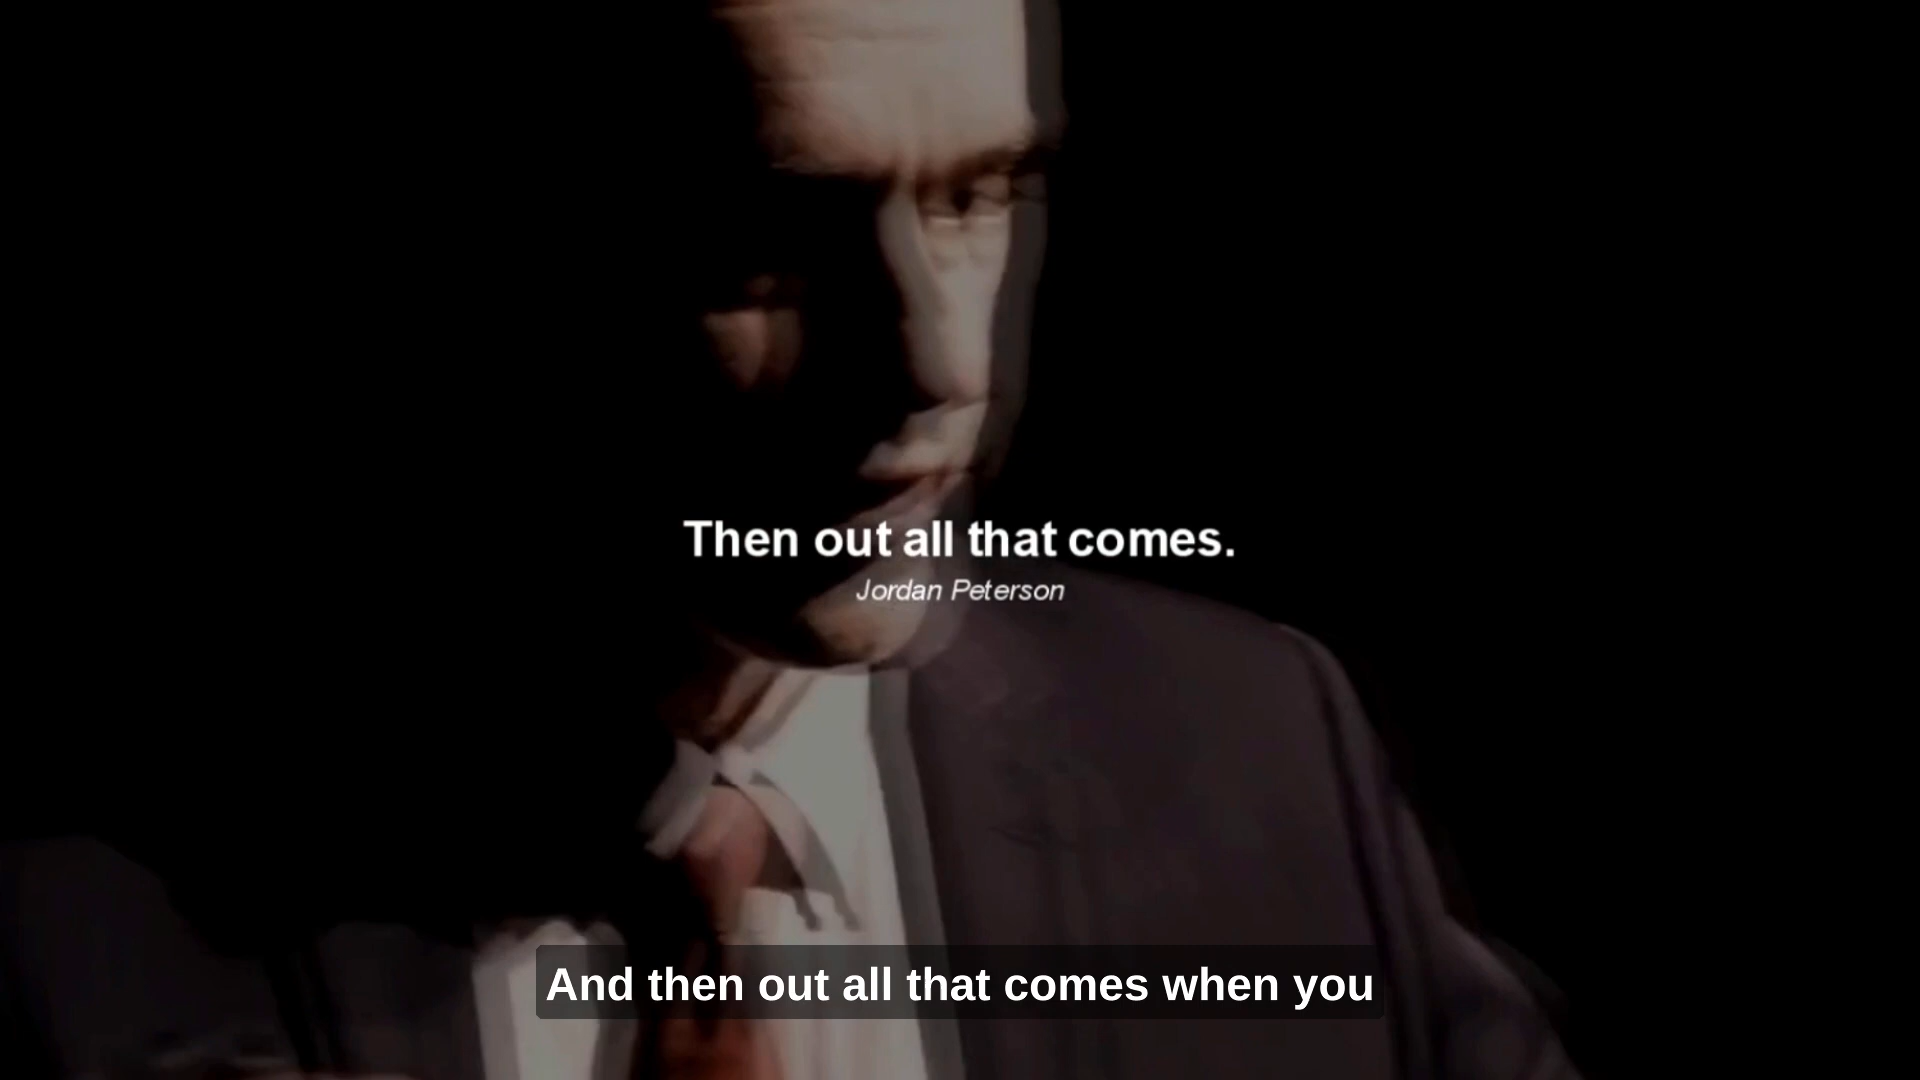 Then out all that comes.
Jordan Peterson
And then out all that comes when you